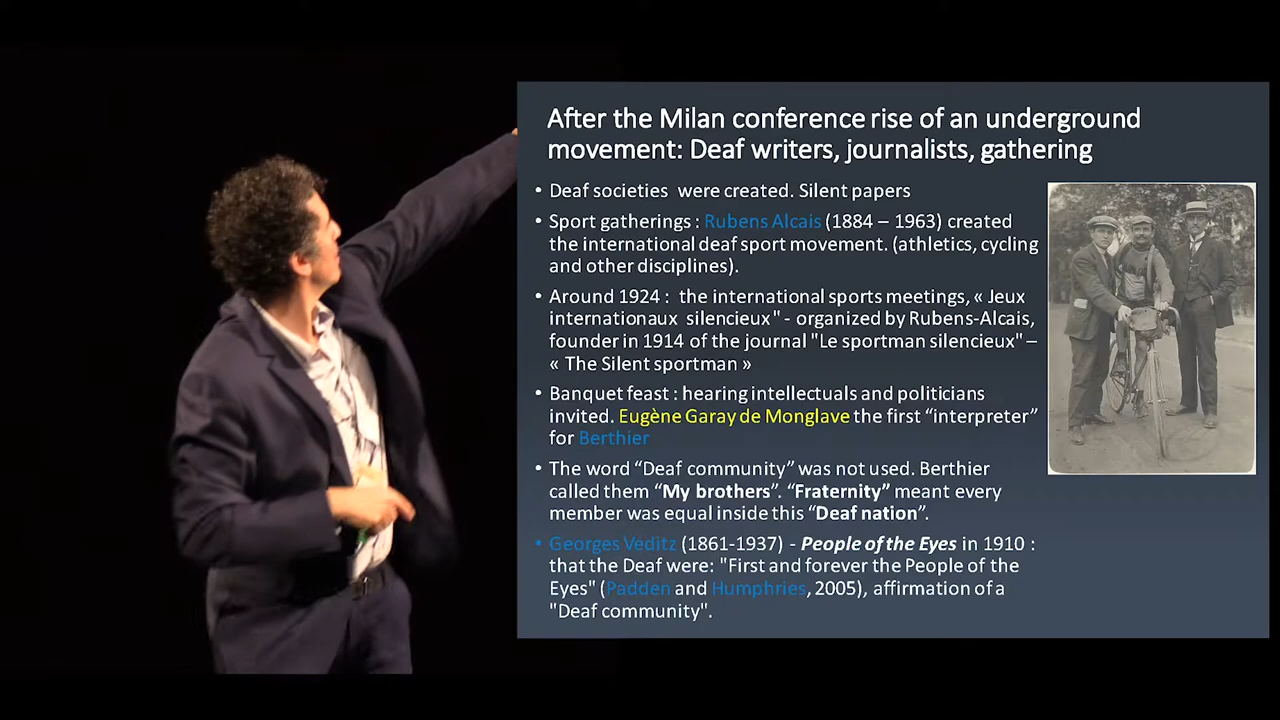 After the Milan conference rise of an underground
movement: Deaf writers, journalists, gathering
• Deaf societies were created. Silent papers
• Sport gatherings : Rubens Alcais (1884 – 1963) created
the international deaf sport movement. (athletics, cycling
and other disciplines).
• Around 1924 : the international sports meetings, « Jeux
internationaux silencieux" - organized by Rubens-Alcais,
founder in 1914 of the journal "Le sportman silencieux" –
« The Silent sportman »
• Banquet feast : hearing intellectuals and politicians
invited. Eugène Garay de Monglave the first “interpreter”
for Berthier
• The word “Deaf community” was not used. Berthier
called them “My brothers”. “Fraternity” meant every
member was equal inside this “Deaf nation”.
• Georges Veditz (1861-1937) - People of the Eyes in 1910 :
that the Deaf were: "First and forever the People of the
Eyes" (Padden and Humphries, 2005), affirmation of a
"Deaf community".